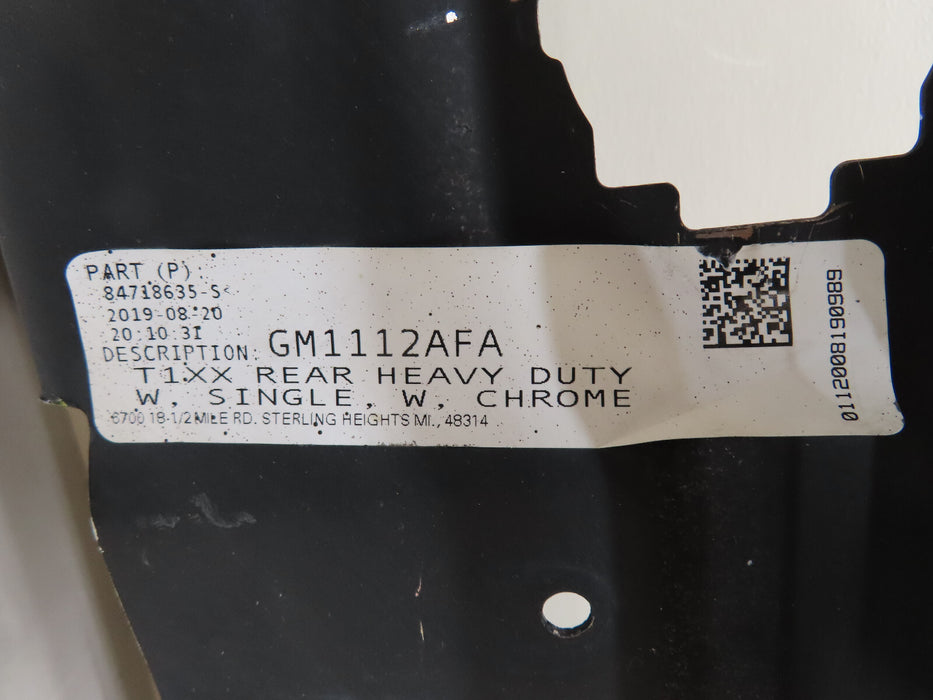 PART (P)
84718635-S
2019-08-20
20:10:31
DESCRIPTION: GM1112AFA
T1XX REAR HEAVY DUTY
W, SINGLE, W, CHROME
6700 18-1/2 MILE RD. STERLING HEIGHTS MI., 48314
0112008190989